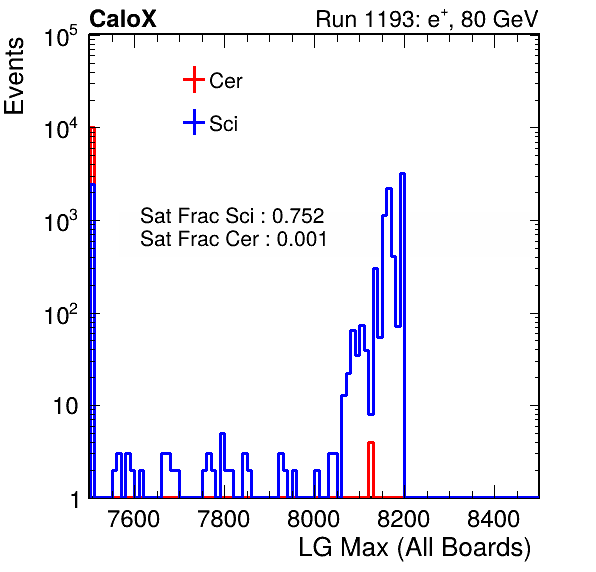 CaloX Run 1193: e⁺, 80 GeV
Events
10⁵
10⁴
10³
10²
10
1
Cer
Sci
Sat Frac Sci : 0.752
Sat Frac Cer : 0.001
7600 7800 8000 8200 8400
LG Max (All Boards)